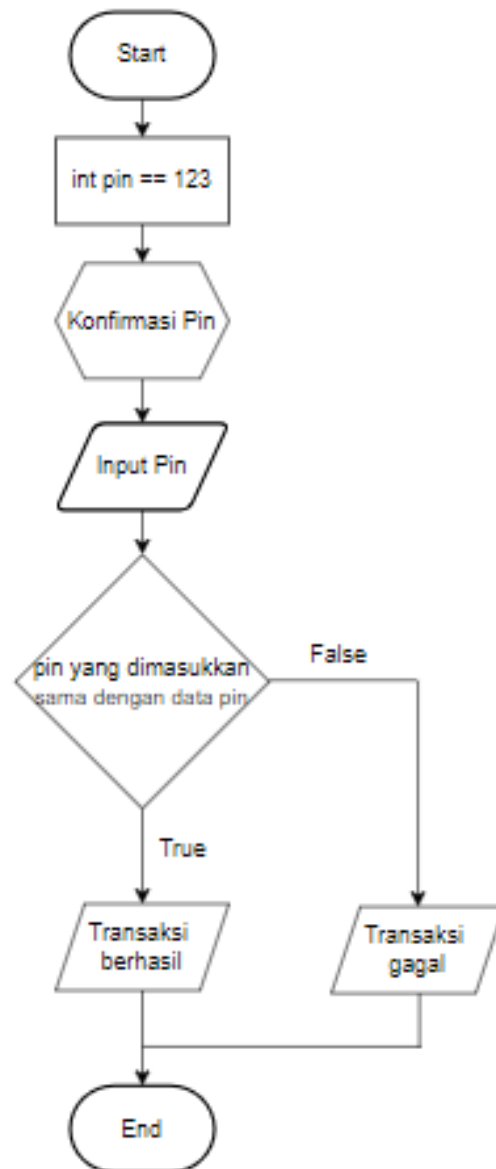 Start
int pin == 123
Konfirmasi Pin
Input Pin
pin yang dimasukkan
sama dengan data pin
False
True
Transaksi
berhasil
Transaksi
gagal
End